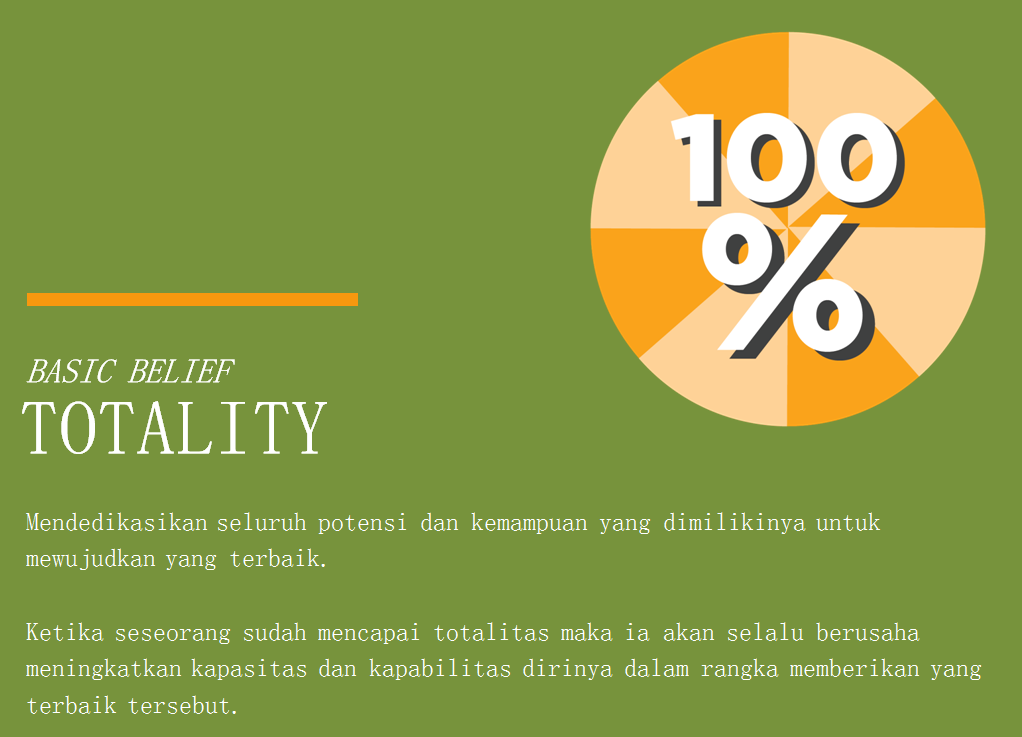 100
%
BASIC BELIEF
TOTALITY
Mendedikasikan seluruh potensi dan kemampuan yang dimilikinya untuk
mewujudkan yang terbaik.
Ketika seseorang sudah mencapai totalitas maka ia akan selalu berusaha
meningkatkan kapasitas dan kapabilitas dirinya dalam rangka memberikan yang
terbaik tersebut.